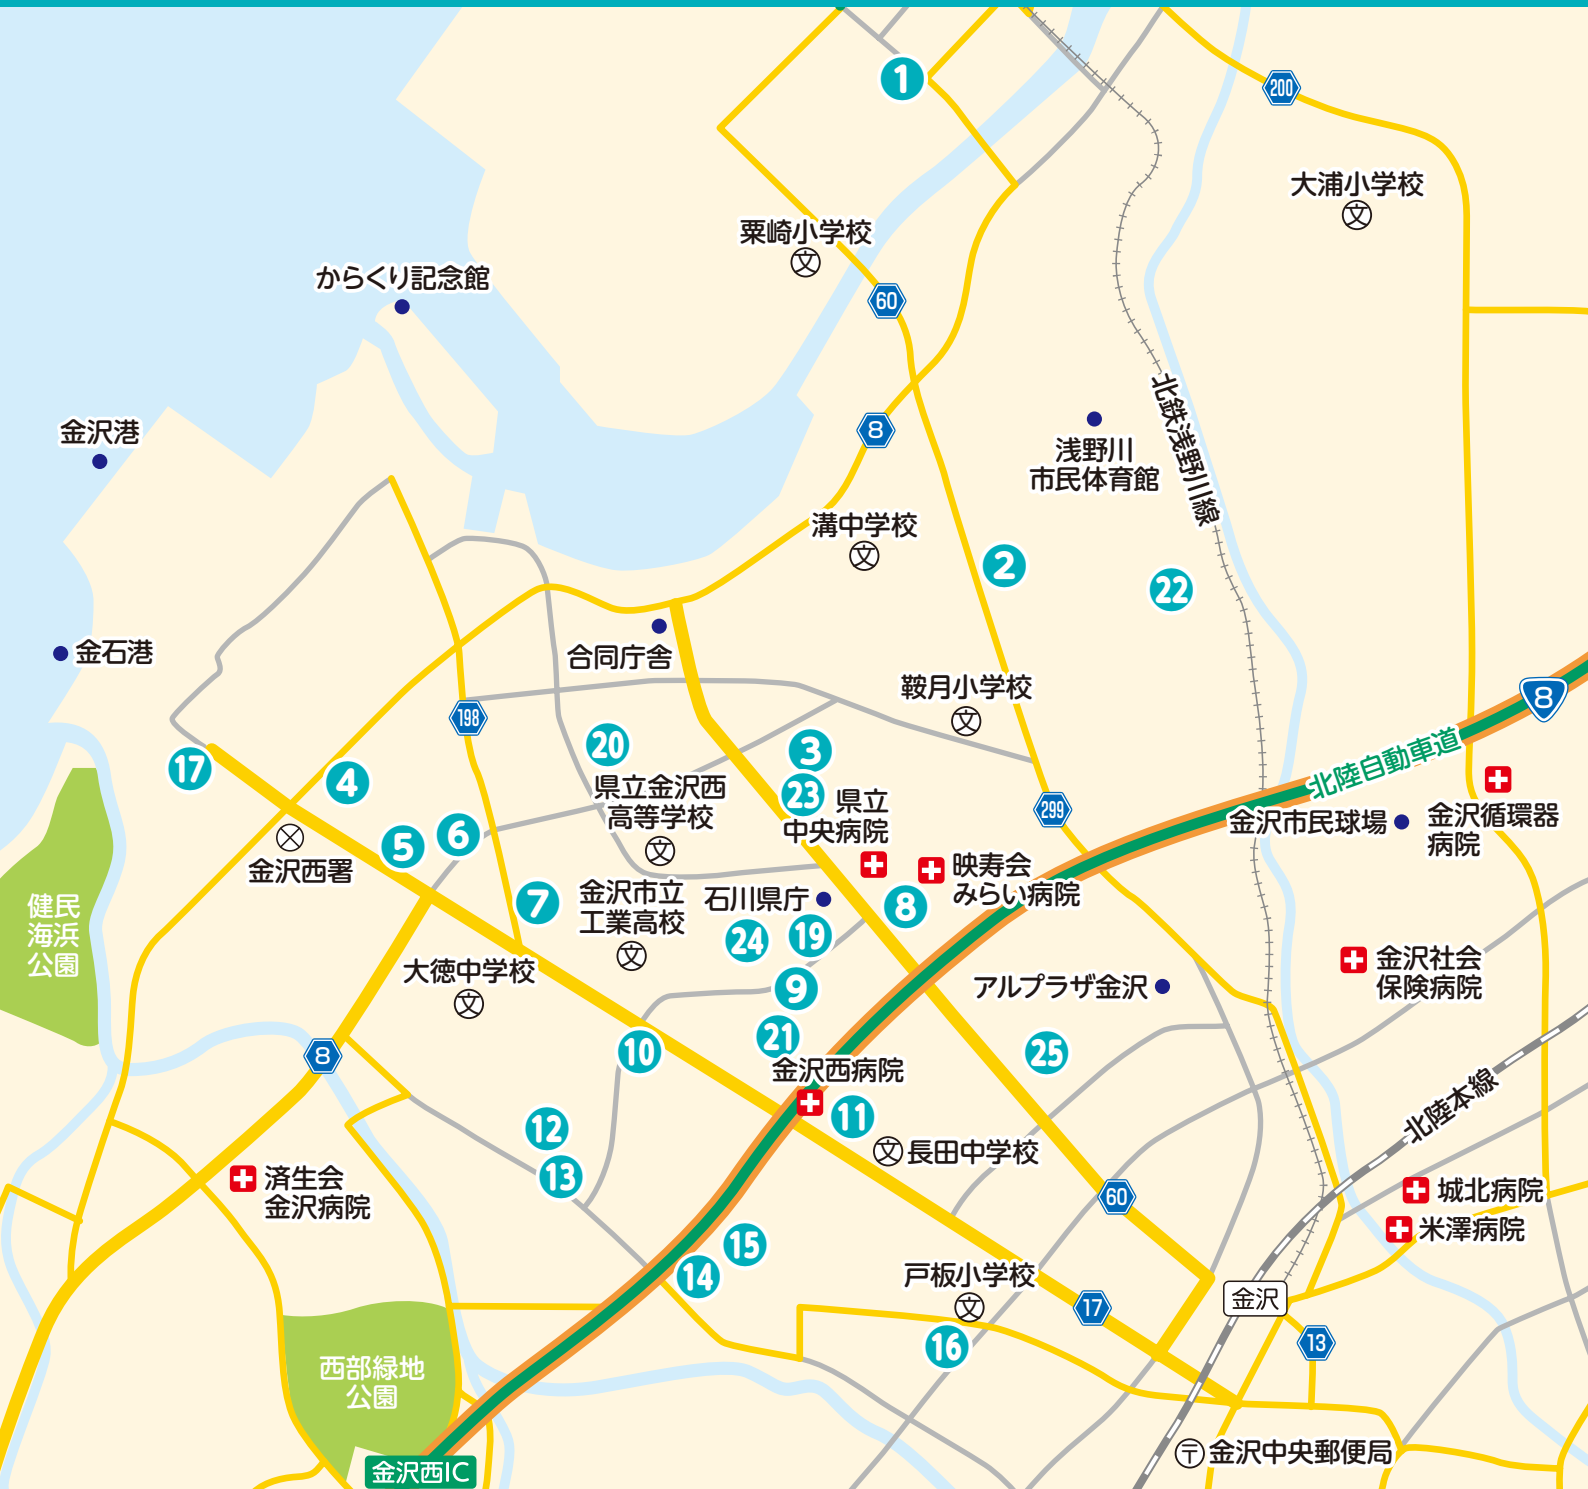 1
200
大浦小学校
粟崎小学校
文
文
からくり記念館
60
北鉄浅野川線
金沢港
8
浅野川
市民体育館
溝中学校
文
2
22
合同庁舎
金石港
鞍月小学校
文
8
198
20
3
17
4
北陸自動車道
県立金沢西
高等学校
文
23
県立
中央病院
299
金沢市民球場
金沢循環器
病院
6
5
金沢西署
映寿会
みらい病院
7
金沢市立
工業高校
文
石川県庁
8
健民
海浜
公園
24
19
大徳中学校
文
金沢社会
保険病院
9
アルプラザ金沢
21
10
8
25
金沢西病院
北陸本線
12
11
文
長田中学校
13
済生会
金沢病院
60
城北病院
米澤病院
15
14
戸板小学校
文
17
金沢
16
13
西部緑地
公園
〒
金沢中央郵便局
金沢西IC